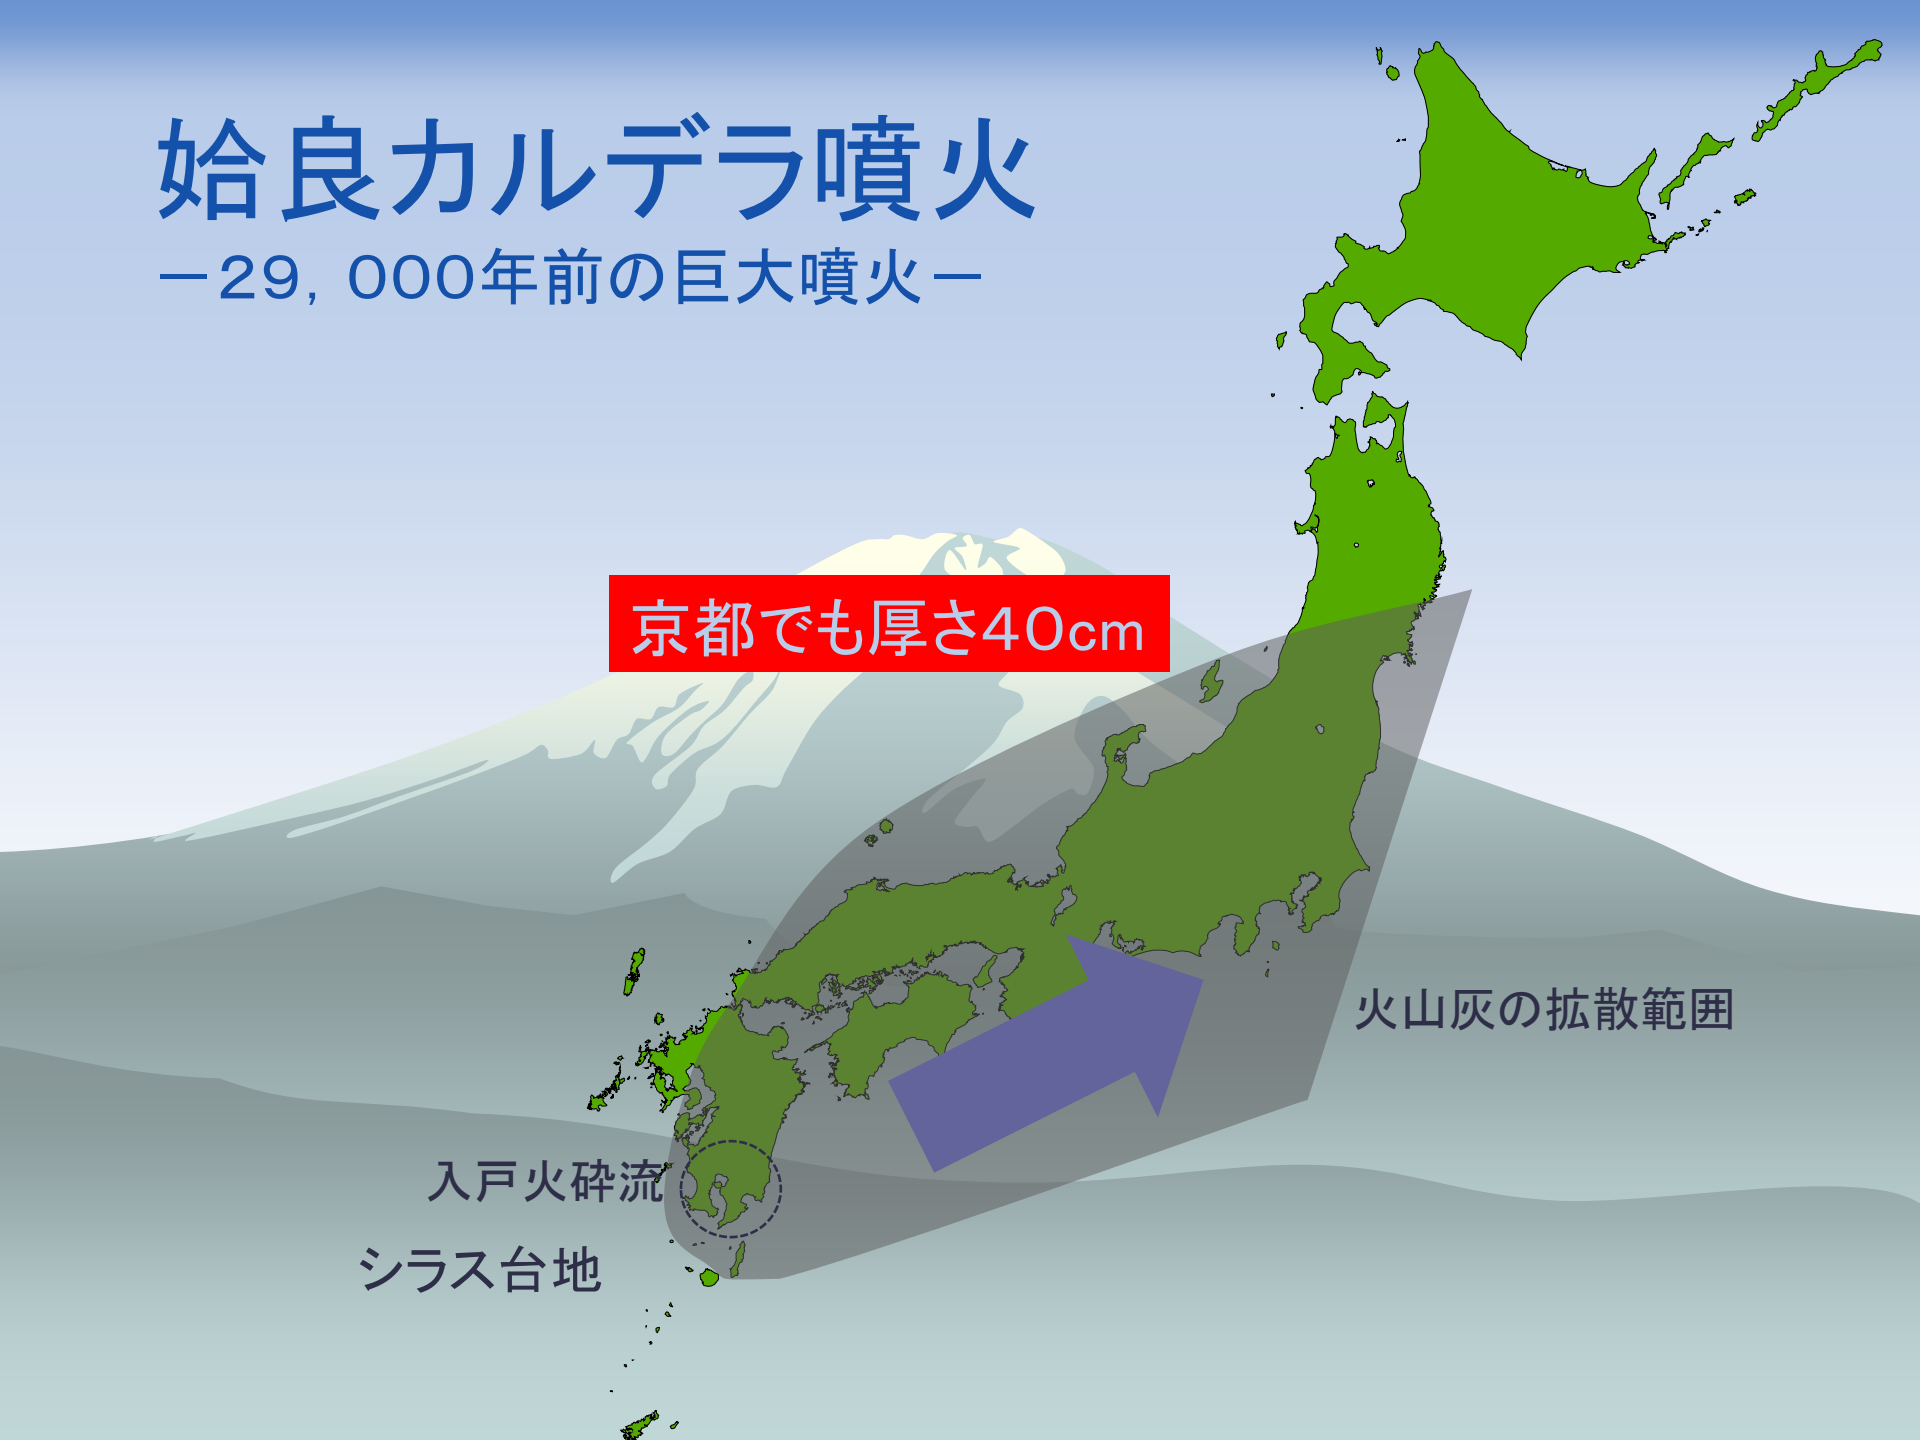 姶良カルデラ噴火
－２９，０００年前の巨大噴火－
京都でも厚さ４０ｃｍ
火山灰の拡散範囲
入戸火砕流
シラス台地